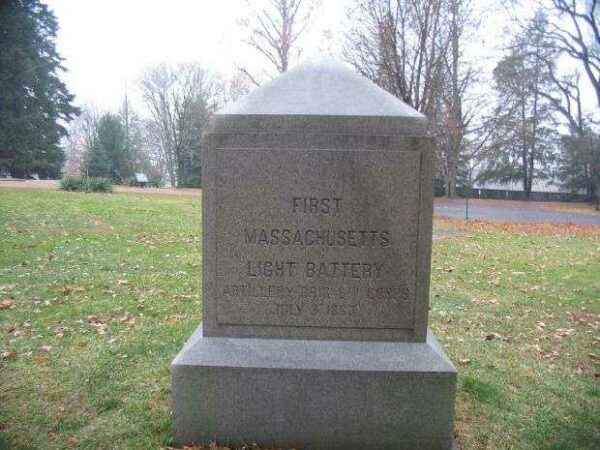 FIRST
MASSACHUSETTS
LIGHT BATTERY
ARTILLERY BRIG 6TH CORPS
JULY 3 1863